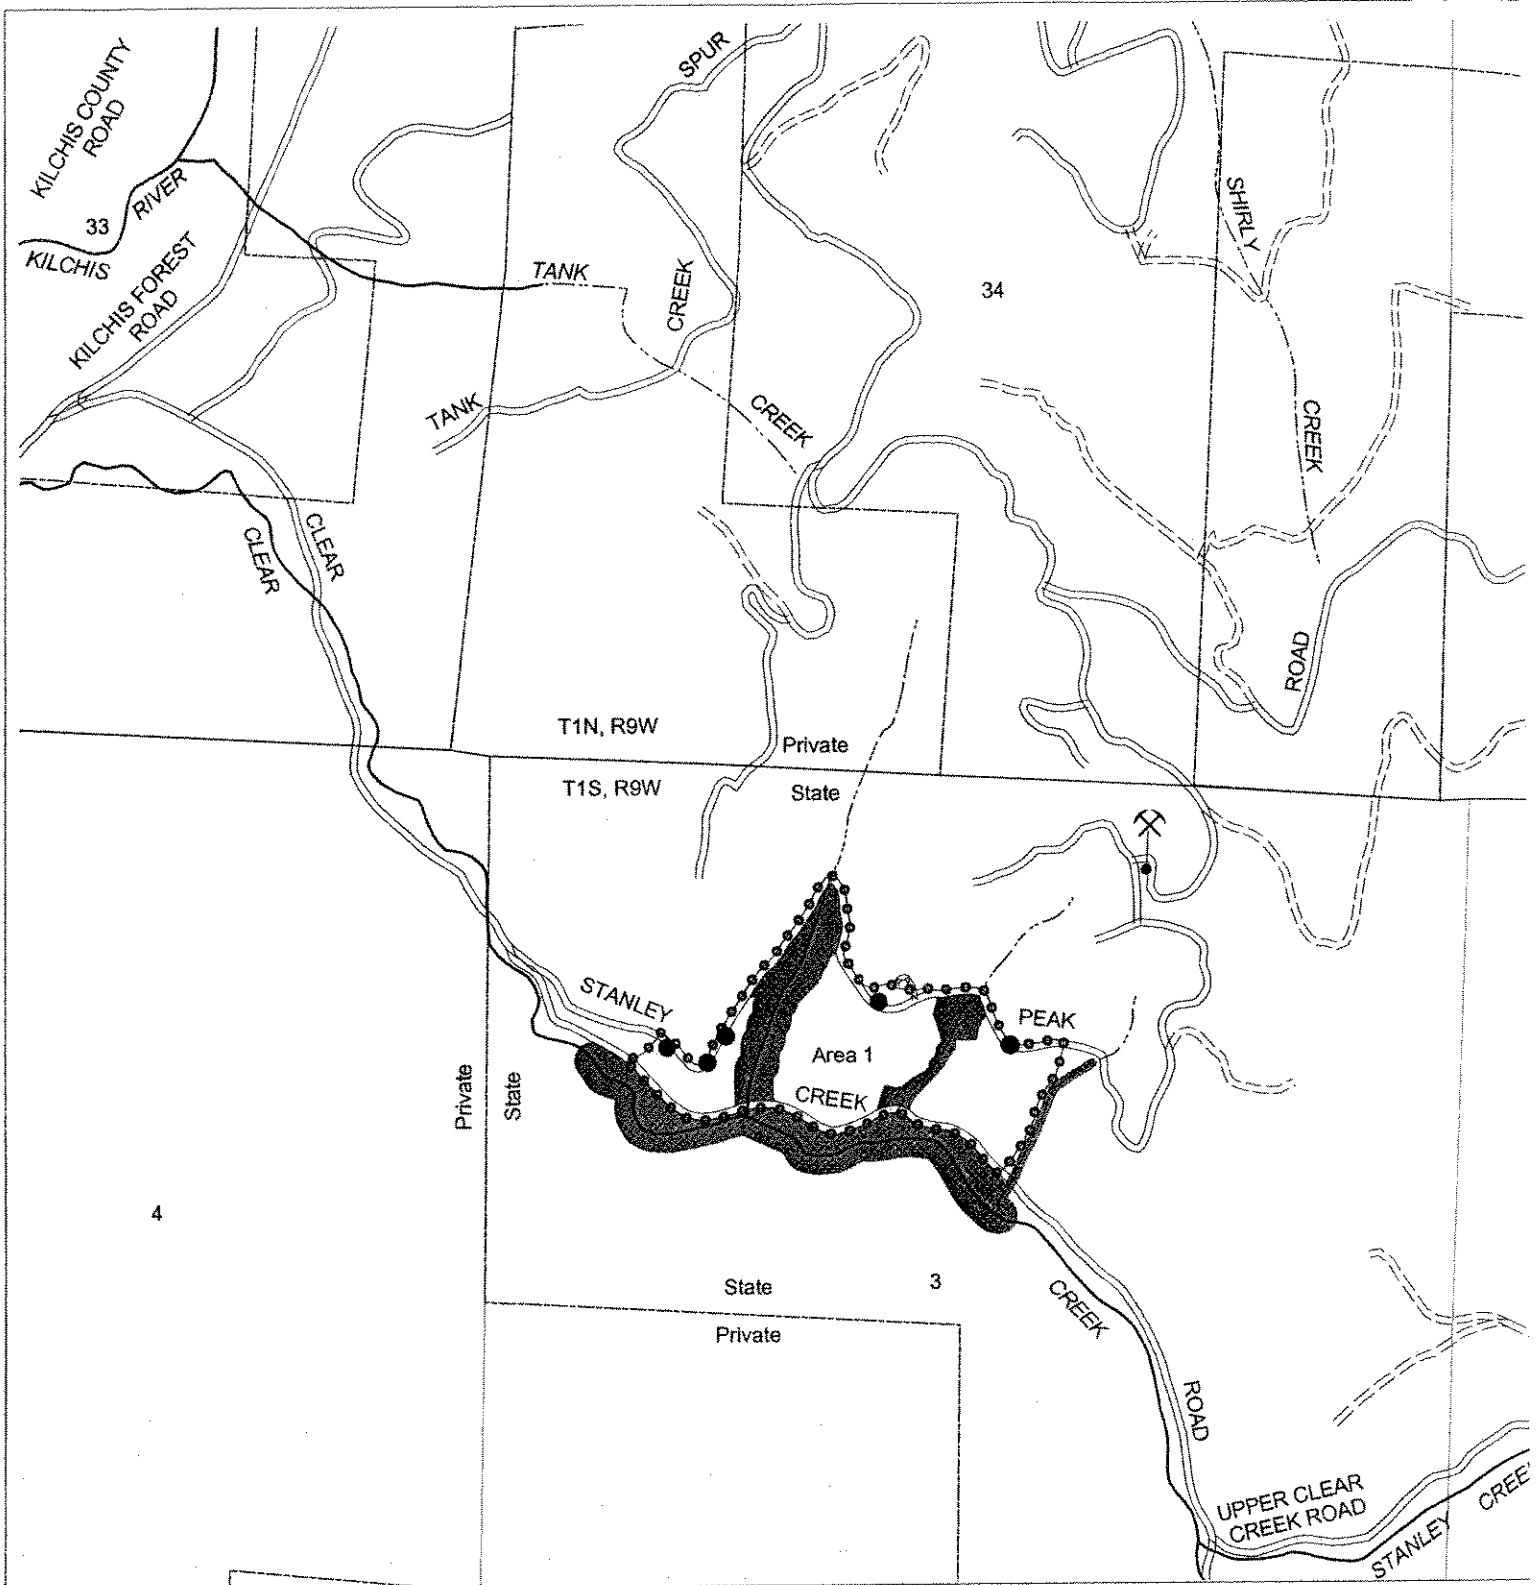 SPUR
KILCHIS COUNTY
ROAD
RIVER
33
KILCHIS
SHIRLY
KILCHIS FOREST
ROAD
TANK
CREEK
34
TANK
CREEK
CREEK
CLEAR
CLEAR
ROAD
T1N, R9W
Private
T1S, R9W
State
STANLEY
PEAK
Area 1
CREEK
Private
State
4
State
3
Private
CREEK
ROAD
UPPER CLEAR
CREEK ROAD
STANLEY